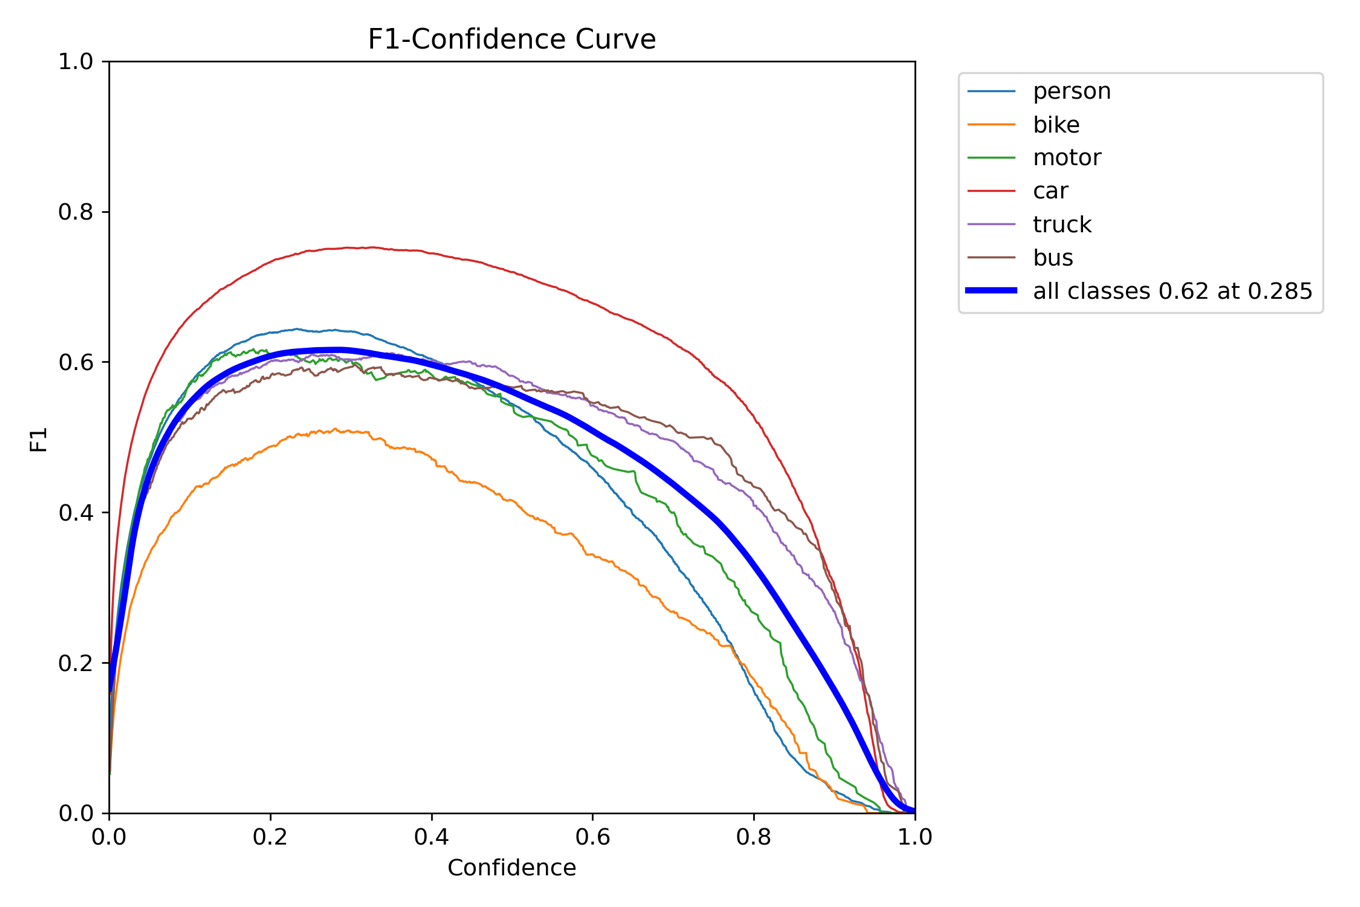 F1-Confidence Curve
1.0
0.8
0.6
0.4
0.2
0.0
F1
0.0 0.2 0.4 0.6 0.8 1.0
Confidence
person
bike
motor
car
truck
bus
all classes 0.62 at 0.285